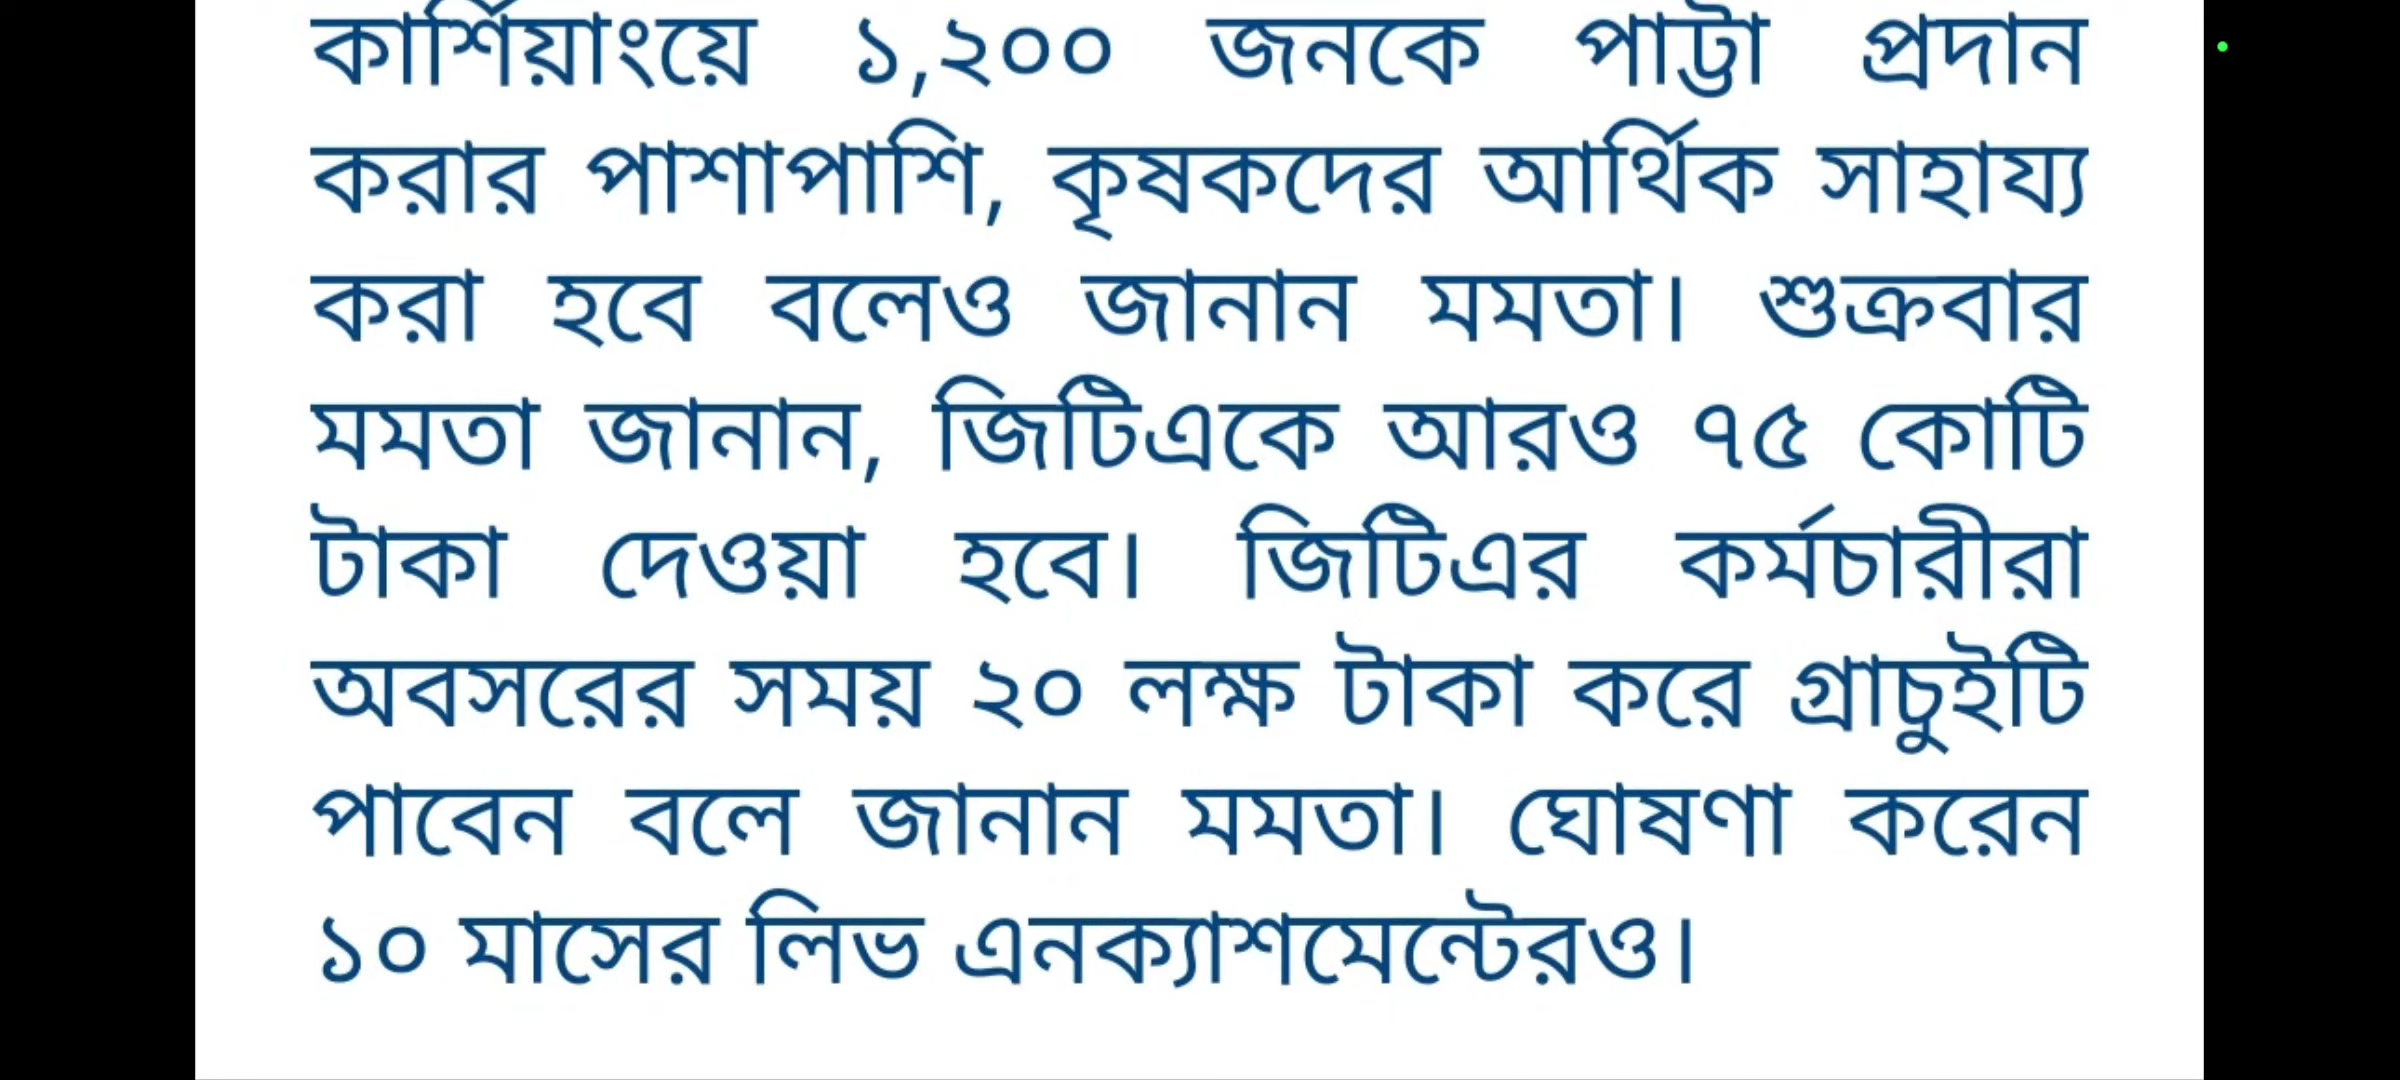 কার্শিয়াংয়ে ১,২০০ জনকে পাট্টা প্রদান
করার পাশাপাশি, কৃষকদের আর্থিক সাহায্য
করা হবে বলেও জানান মমতা। শুক্রবার
মমতা জানান, জিটিএকে আরও ৭৫ কোটি
টাকা দেওয়া হবে। জিটিএর কর্মচারীরা
অবসরের সময় ২০ লক্ষ টাকা করে গ্রাচুইটি
পাবেন বলে জানান মমতা। ঘোষণা করেন
১০ মাসের লিভ এনক্যাশমেন্টেরও।